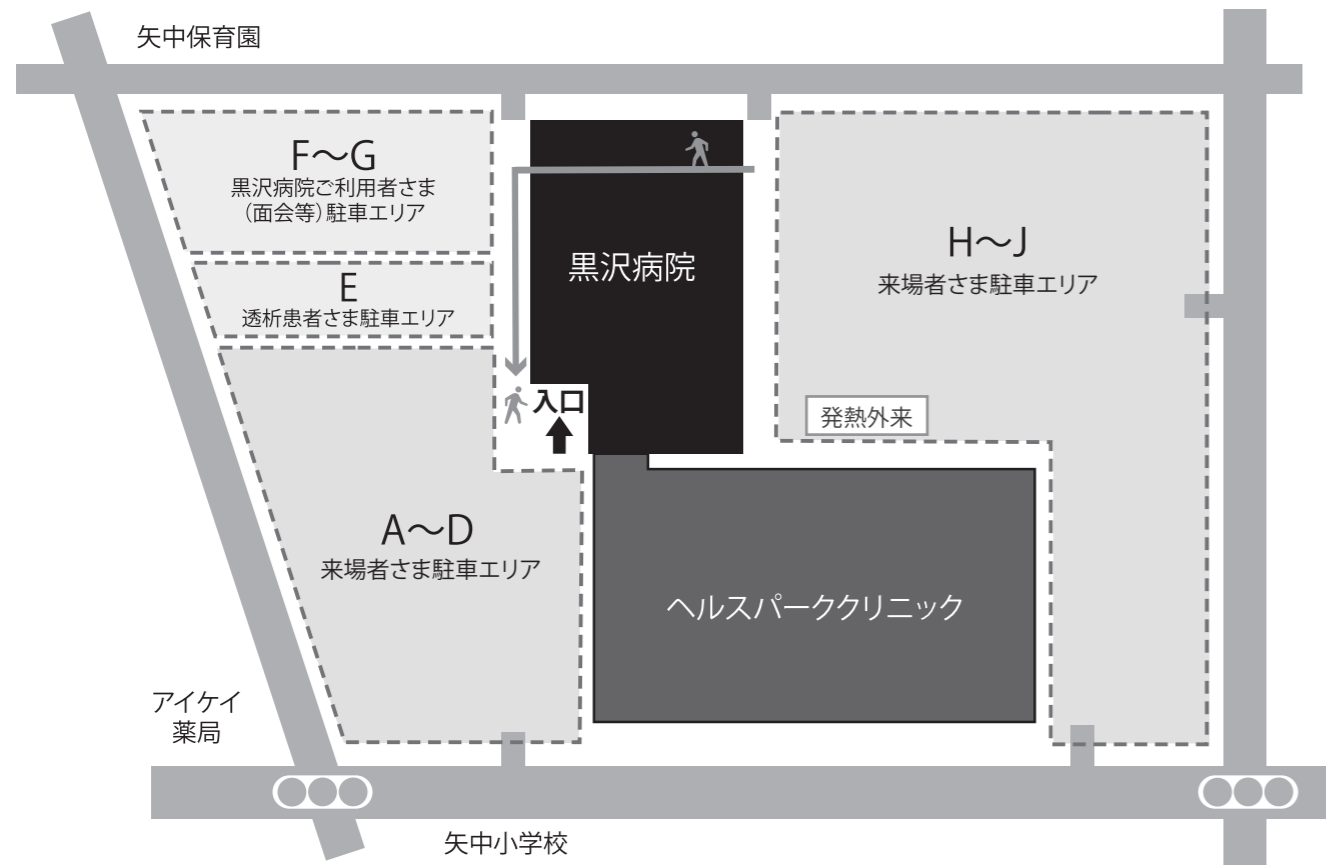 矢中保育園
F〜G
黒沢病院ご利用者さま
（面会等）駐車エリア
E
透析患者さま駐車エリア
黒沢病院
H〜J
来場者さま駐車エリア
入口
発熱外来
A〜D
来場者さま駐車エリア
ヘルスパーククリニック
アイケイ
薬局
矢中小学校